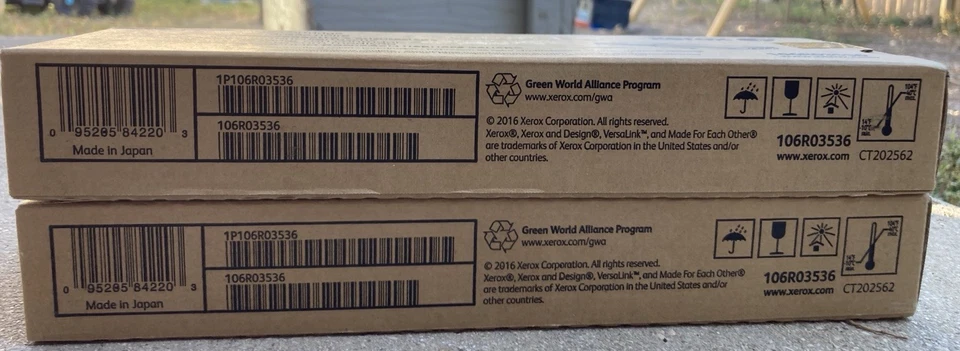 1P106R03536
106R03536
0 95205 84220 3
Made in Japan
Green World Alliance Program
www.xerox.com/gwa
© 2016 Xerox Corporation. All rights reserved.
Xerox®, Xerox and Design®, VersaLink™, and Made For Each Other®
are trademarks of Xerox Corporation in the United States and/or
other countries.
106R03536
www.xerox.com
CT202562
1P106R03536
106R03536
0 95205 84220 3
Made in Japan
Green World Alliance Program
www.xerox.com/gwa
© 2016 Xerox Corporation. All rights reserved.
Xerox®, Xerox and Design®, VersaLink™, and Made For Each Other®
are trademarks of Xerox Corporation in the United States and/or
other countries.
106R03536
www.xerox.com
CT202562